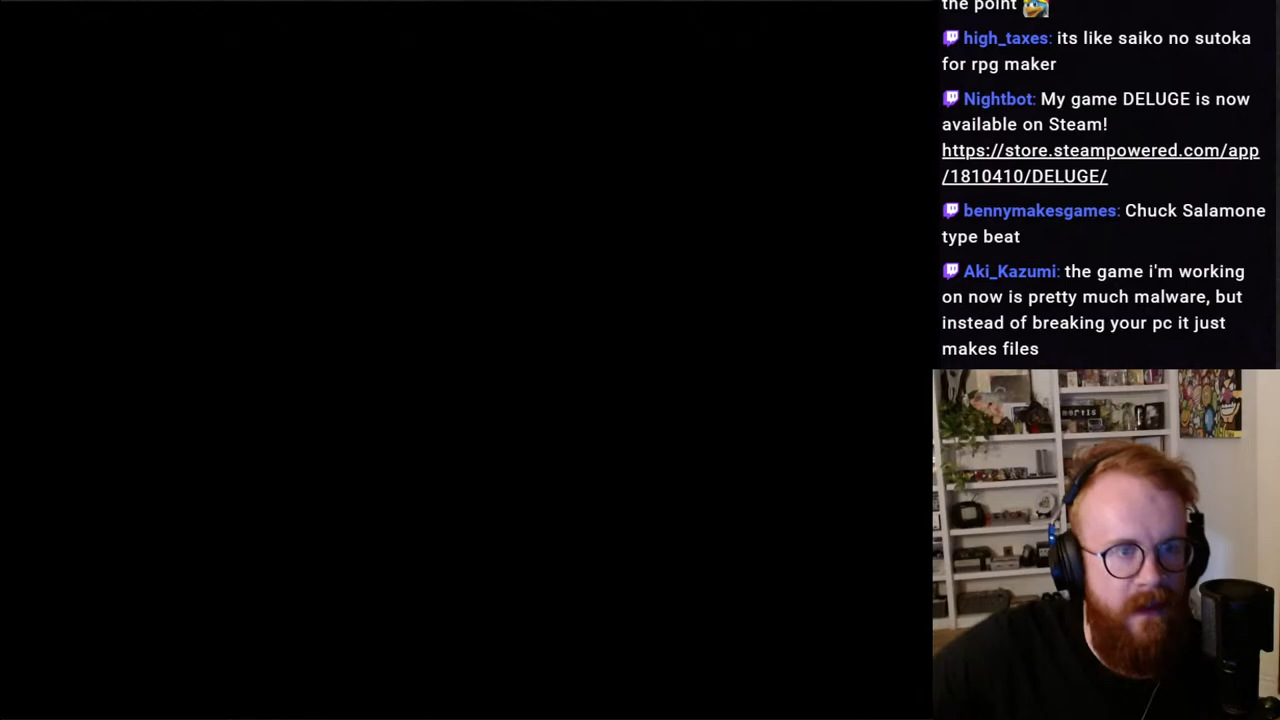 the point
high_taxes: its like saiko no sutoka
for rpg maker
Nightbot: My game DELUGE is now
available on Steam!
https://store.steampowered.com/app
/1810410/DELUGE/
bennymakesgames: Chuck Salamone
type beat
Aki_Kazumi: the game i'm working
on now is pretty much malware, but
instead of breaking your pc it just
makes files